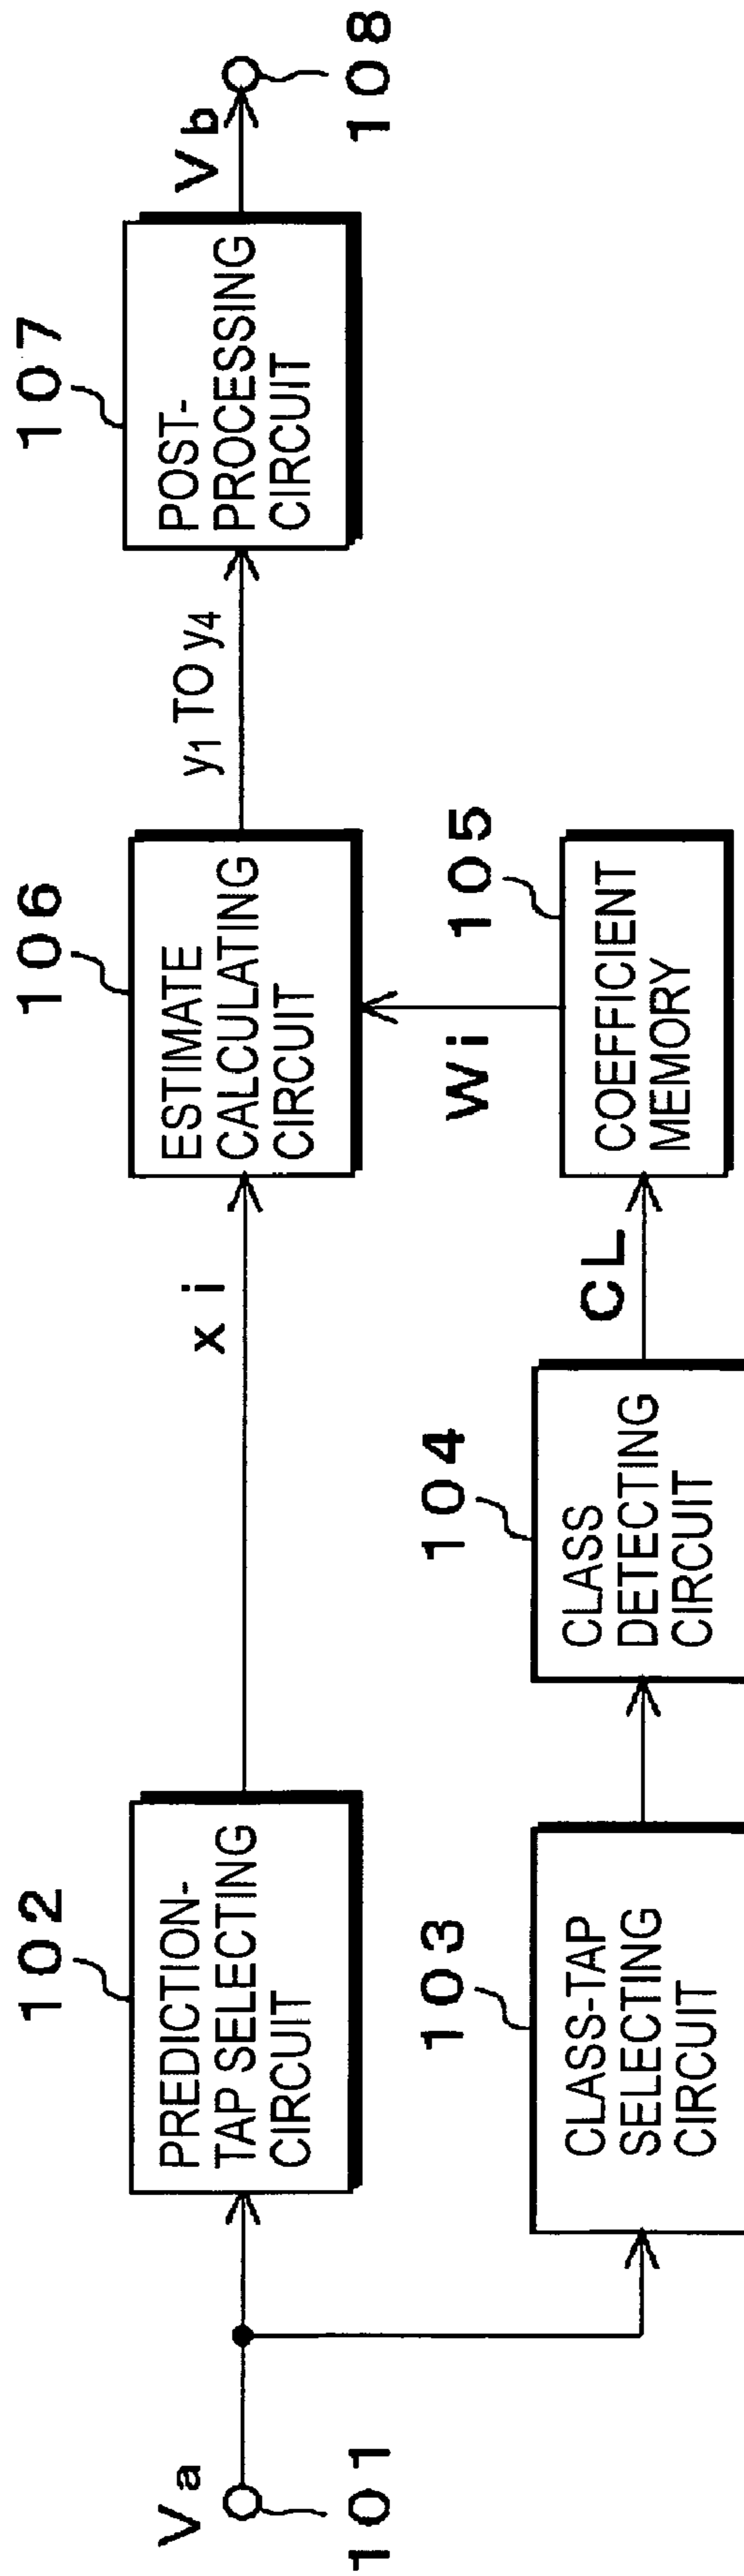 Va
101
102
PREDICTION-
TAP SELECTING
CIRCUIT
xi
106
ESTIMATE
CALCULATING
CIRCUIT
y1 TO y4
107
POST-
PROCESSING
CIRCUIT
Vb
108
103
CLASS-TAP
SELECTING
CIRCUIT
104
CLASS
DETECTING
CIRCUIT
CL
105
COEFFICIENT
MEMORY
Wi